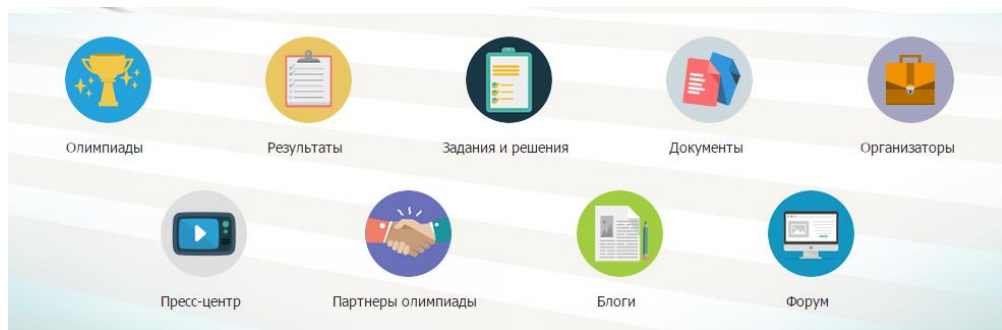 Олимпиады
Результаты
Задания и решения
Документы
Организаторы
Пресс-центр
Партнеры олимпиады
Блоги
Форум